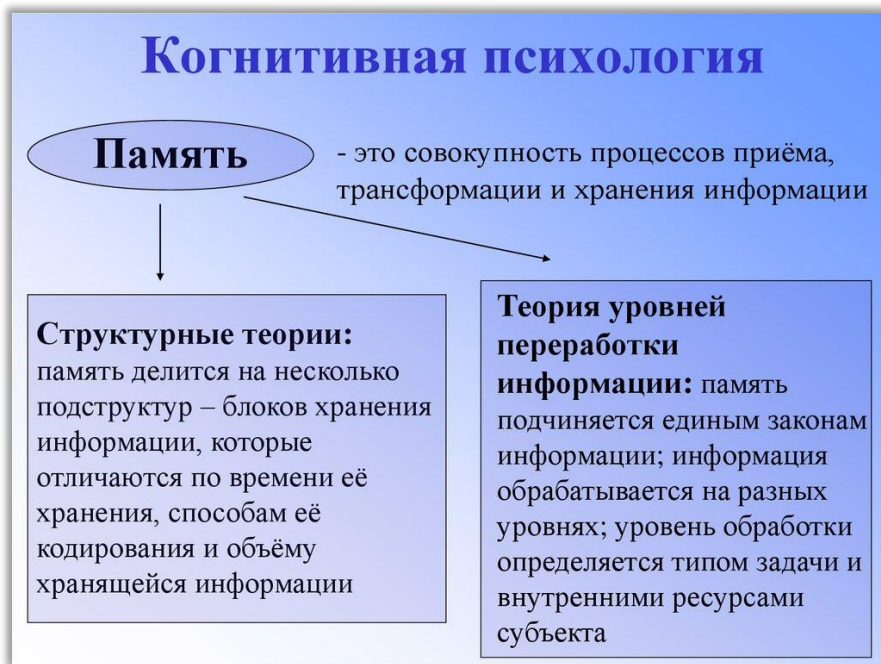 Когнитивная психология
Память
- это совокупность процессов приёма,
трансформации и хранения информации
Структурные теории:
память делится на несколько
подструктур – блоков хранения
информации, которые
отличаются по времени её
хранения, способам её
кодирования и объёму
хранящейся информации
Теория уровней
переработки
информации: память
подчиняется единым законам
информации; информация
обрабатывается на разных
уровнях; уровень обработки
определяется типом задачи и
внутренними ресурсами
субъекта